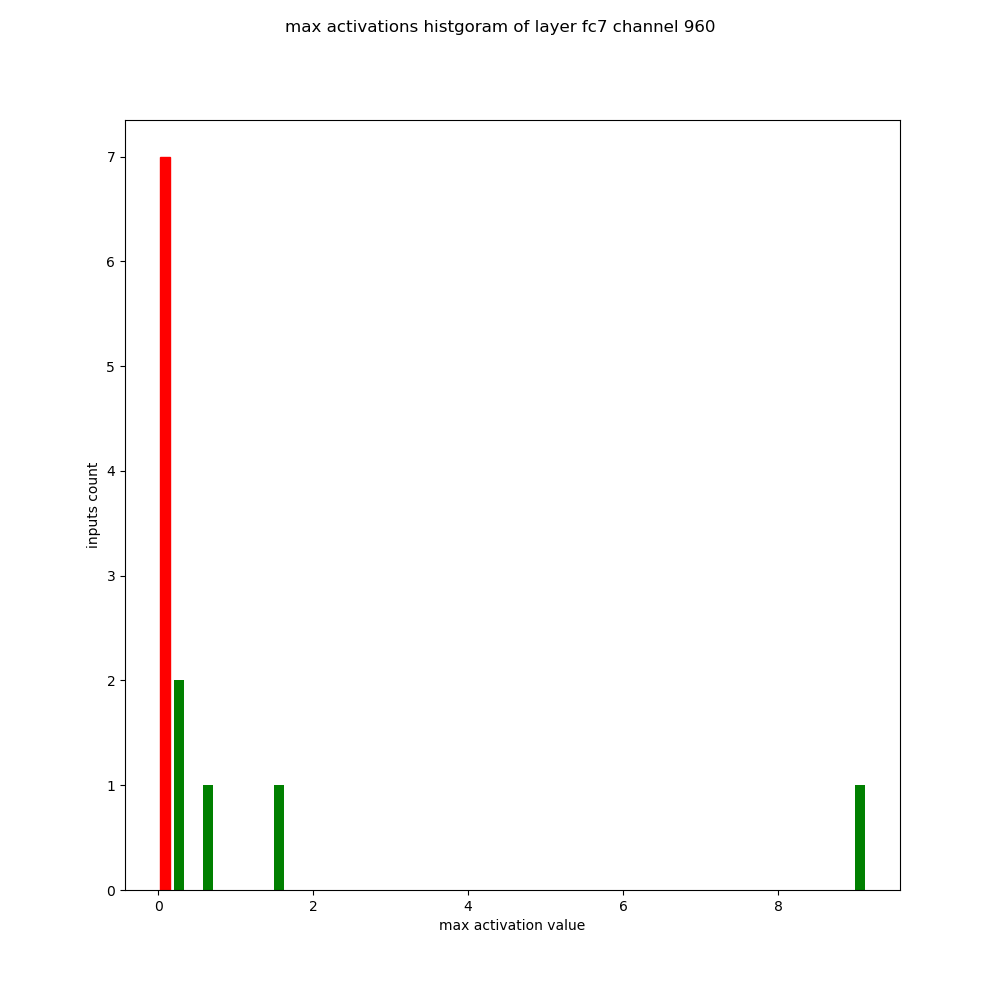 max activations histgoram of layer fc7 channel 960
7
6
5
4
3
2
1
0
inputs count
0 2 4 6 8
max activation value